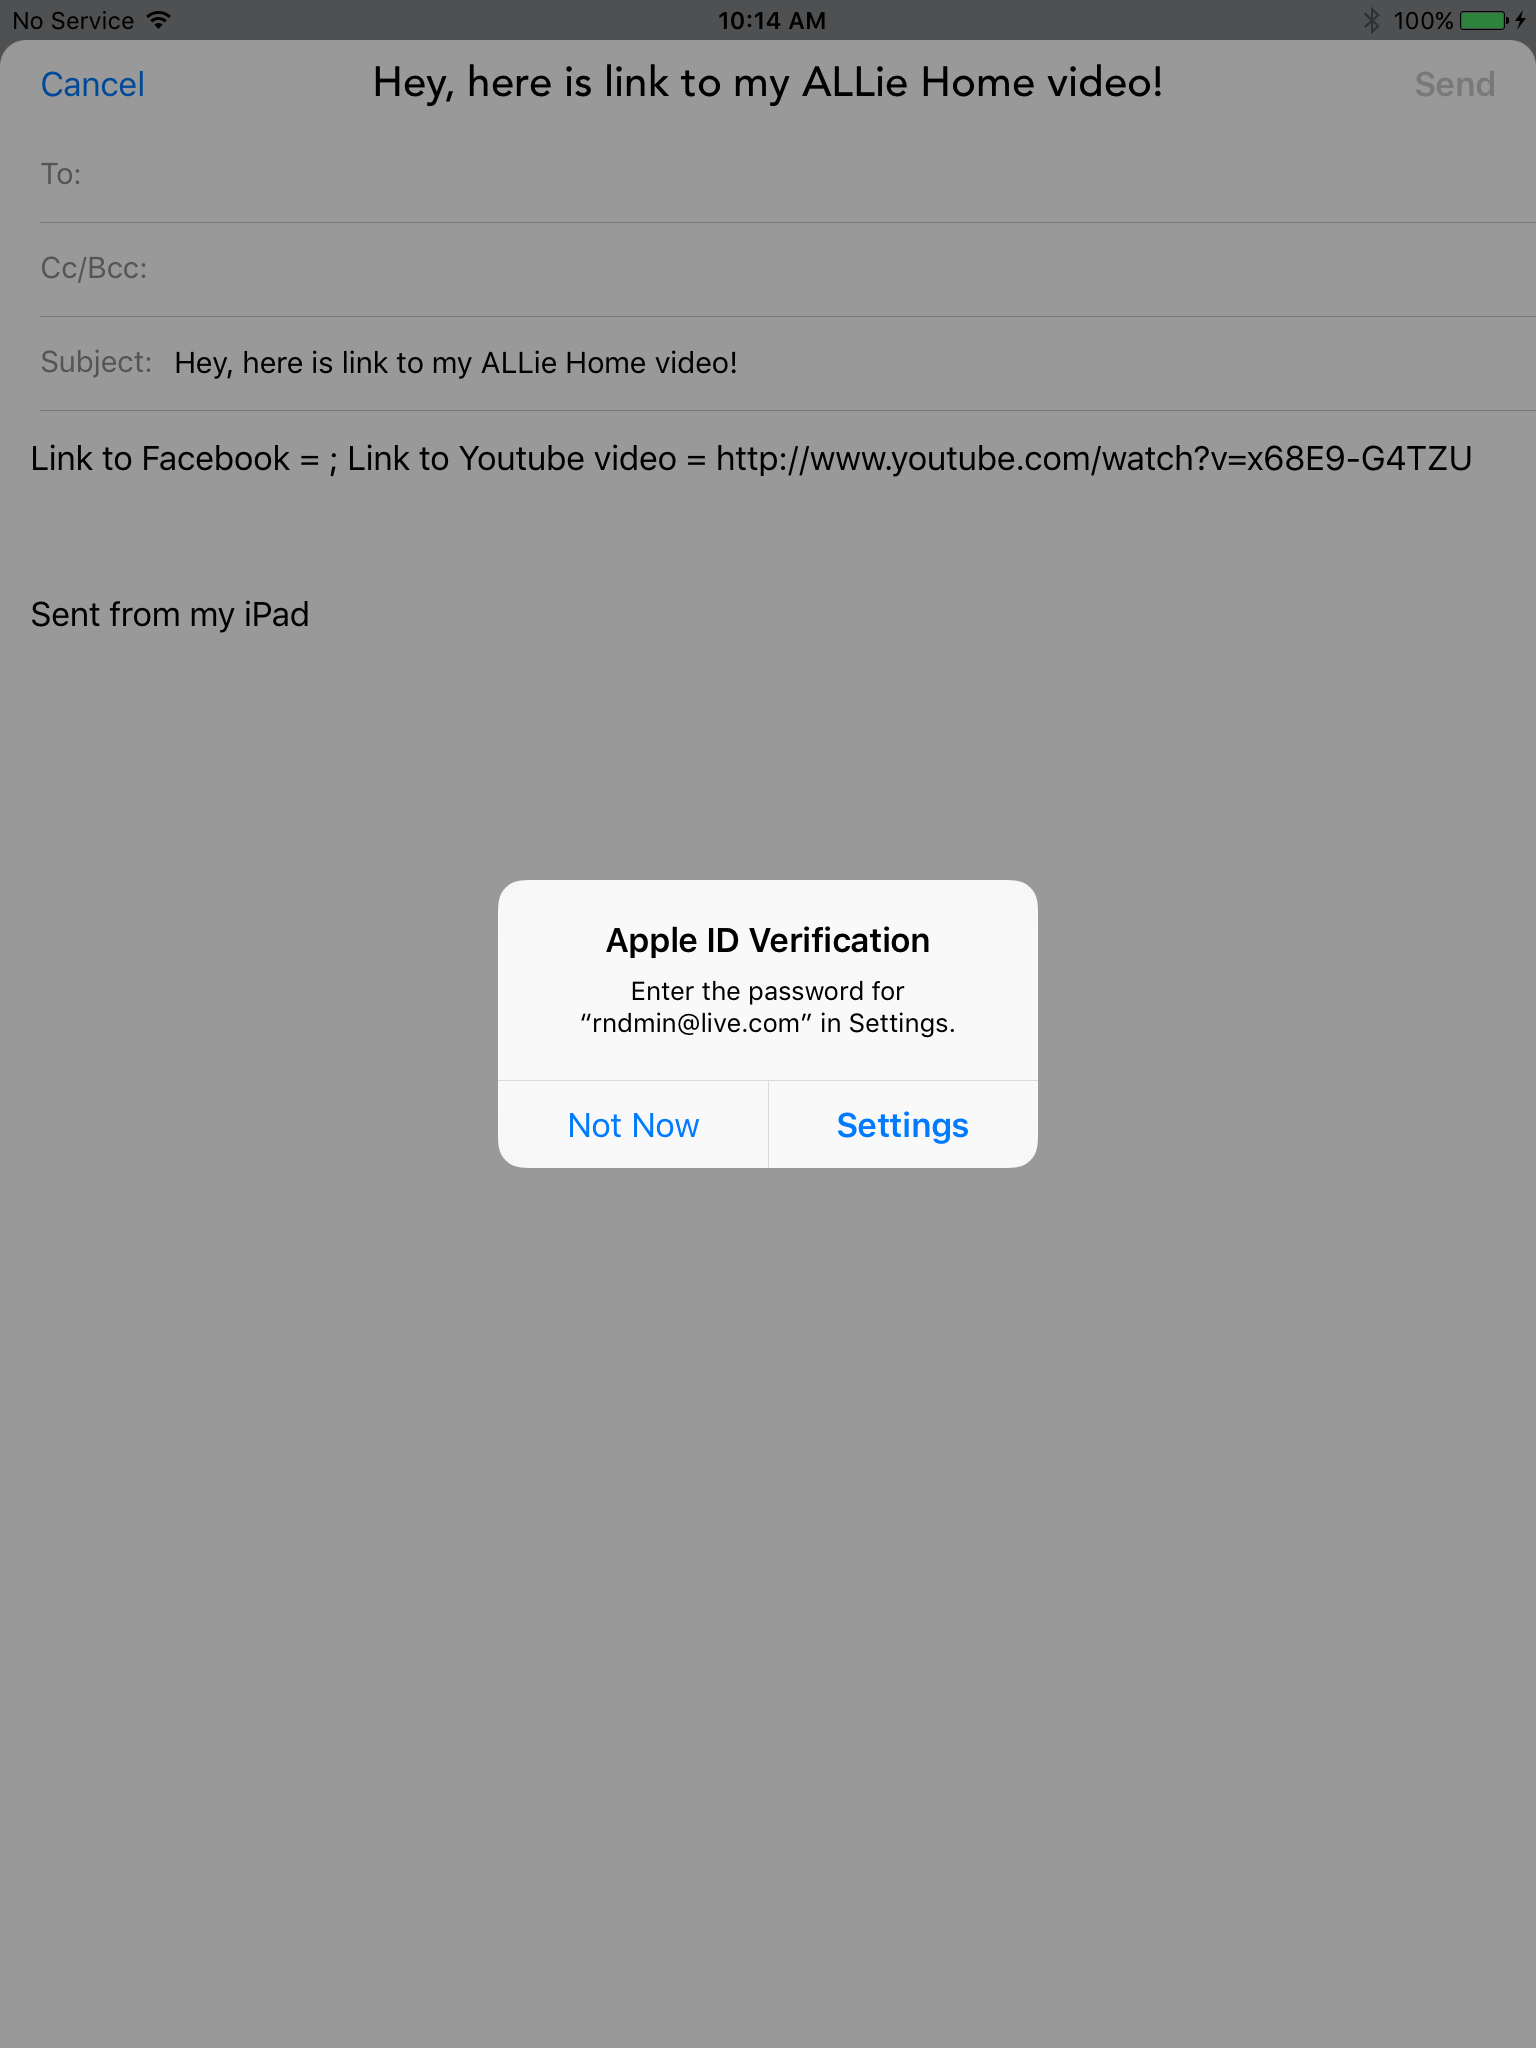 No Service 10:14 AM 100%
Cancel Hey, here is link to my ALLie Home video! Send
To:
Cc/Bcc:
Subject: Hey, here is link to my ALLie Home video!
Link to Facebook = ; Link to Youtube video = http://www.youtube.com/watch?v=x68E9-G4TZU
Sent from my iPad
Apple ID Verification
Enter the password for
“rndmin@live.com” in Settings.
Not Now Settings